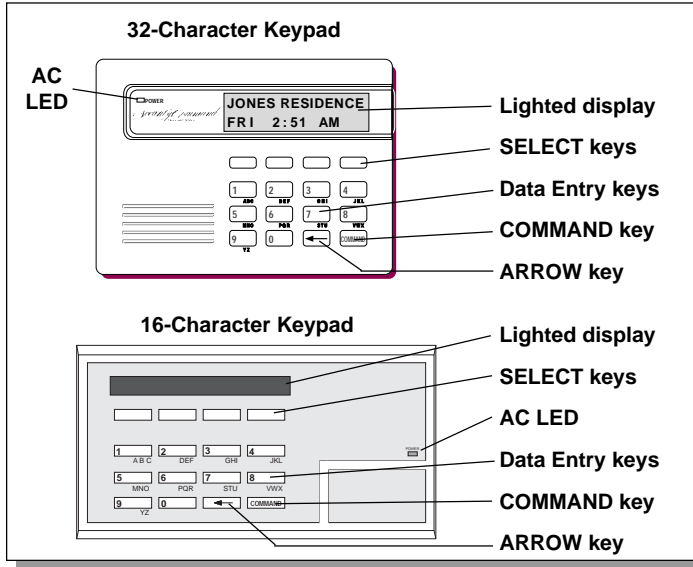 32-Character Keypad
AC
LED
POWER
JONES RESIDENCE
FRI 2:51 AM
Lighted display
SELECT keys
1 2 3 4
ABC DEF GHI JKL
Data Entry keys
5 6 7 8
MNO PQR STU VWX
COMMAND key
9 0 COMMAND
YZ
ARROW key
16-Character Keypad
Lighted display
SELECT keys
AC LED
POWER
1 2 3 4
A B C DEF GHI JKL
Data Entry keys
5 6 7 8
MNO PQR STU VWX
COMMAND key
9 0 COMMAND
YZ
ARROW key